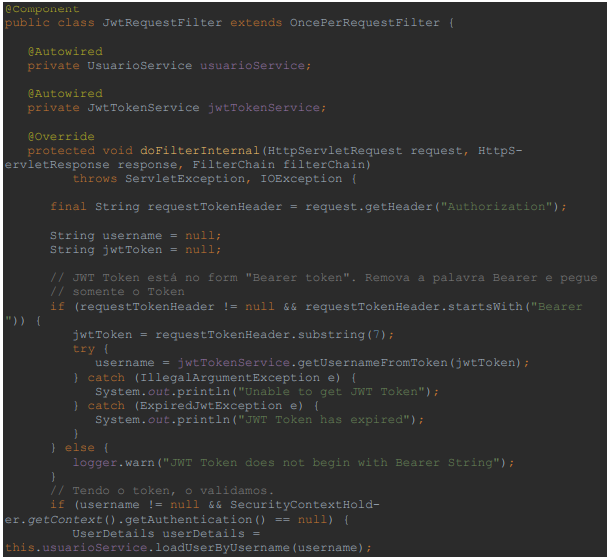 @Component
public class JwtRequestFilter extends OncePerRequestFilter {
@Autowired
private UsuarioService usuarioService;
@Autowired
private JwtTokenService jwtTokenService;
@Override
protected void doFilterInternal(HttpServletRequest request, HttpS-
ervletResponse response, FilterChain filterChain)
throws ServletException, IOException {
final String requestTokenHeader = request.getHeader("Authorization");
String username = null;
String jwtToken = null;
// JWT Token está no form "Bearer token". Remova a palavra Bearer e pegue
// somente o Token
if (requestTokenHeader != null && requestTokenHeader.startsWith("Bearer
")) {
jwtToken = requestTokenHeader.substring(7);
try {
username = jwtTokenService.getUsernameFromToken(jwtToken);
} catch (IllegalArgumentException e) {
System.out.println("Unable to get JWT Token");
} catch (ExpiredJwtException e) {
System.out.println("JWT Token has expired");
}
} else {
logger.warn("JWT Token does not begin with Bearer String");
}
// Tendo o token, o validamos.
if (username != null && SecurityContextHold-
er.getContext().getAuthentication() == null) {
UserDetails userDetails =
this.usuarioService.loadUserByUsername(username);